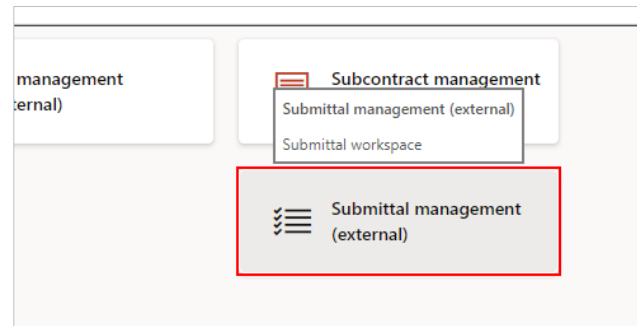 management
ternal)
Subcontract management
Submittal management (external)
Submittal workspace
Submittal management
(external)